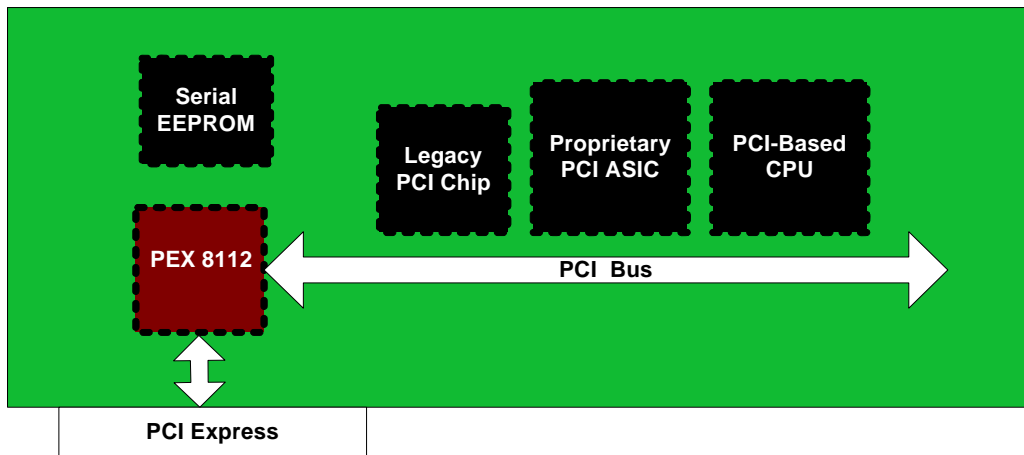 Serial
EEPROM
Legacy
PCI Chip
Proprietary
PCI ASIC
PCI-Based
CPU
PEX 8112
PCI Bus
PCI Express